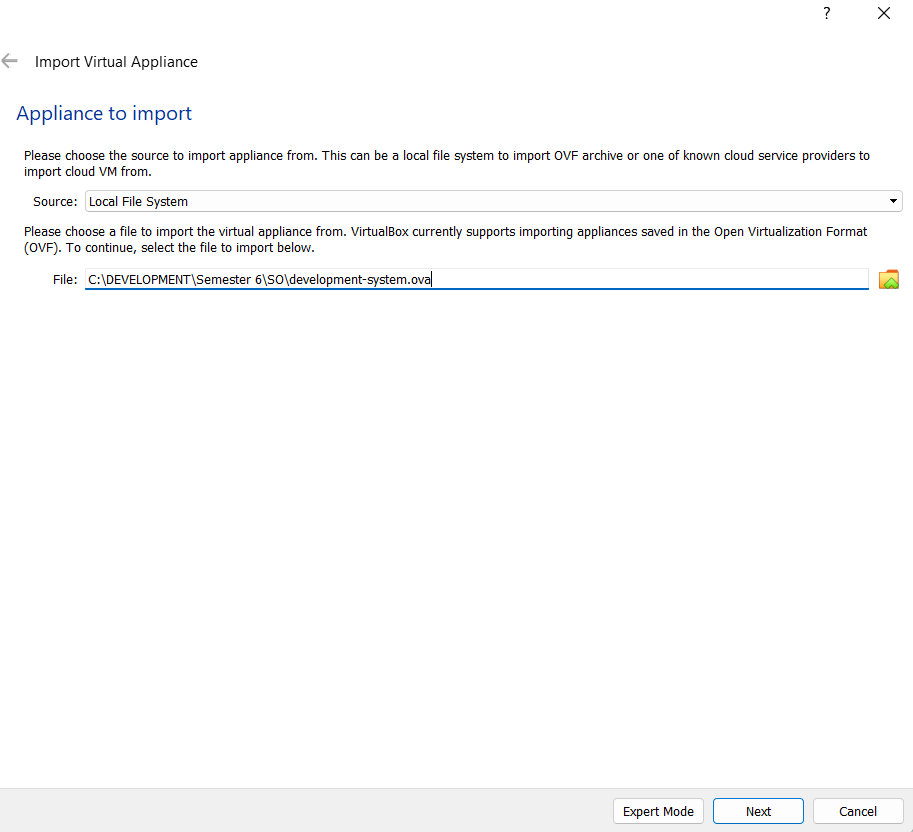 ?
Import Virtual Appliance
Appliance to import
Please choose the source to import appliance from. This can be a local file system to import OVF archive or one of known cloud service providers to
import cloud VM from.
Source: Local File System
Please choose a file to import the virtual appliance from. VirtualBox currently supports importing appliances saved in the Open Virtualization Format
(OVF). To continue, select the file to import below.
File: C:\DEVELOPMENT\Semester 6\SO\development-system.ova
Expert Mode Next Cancel